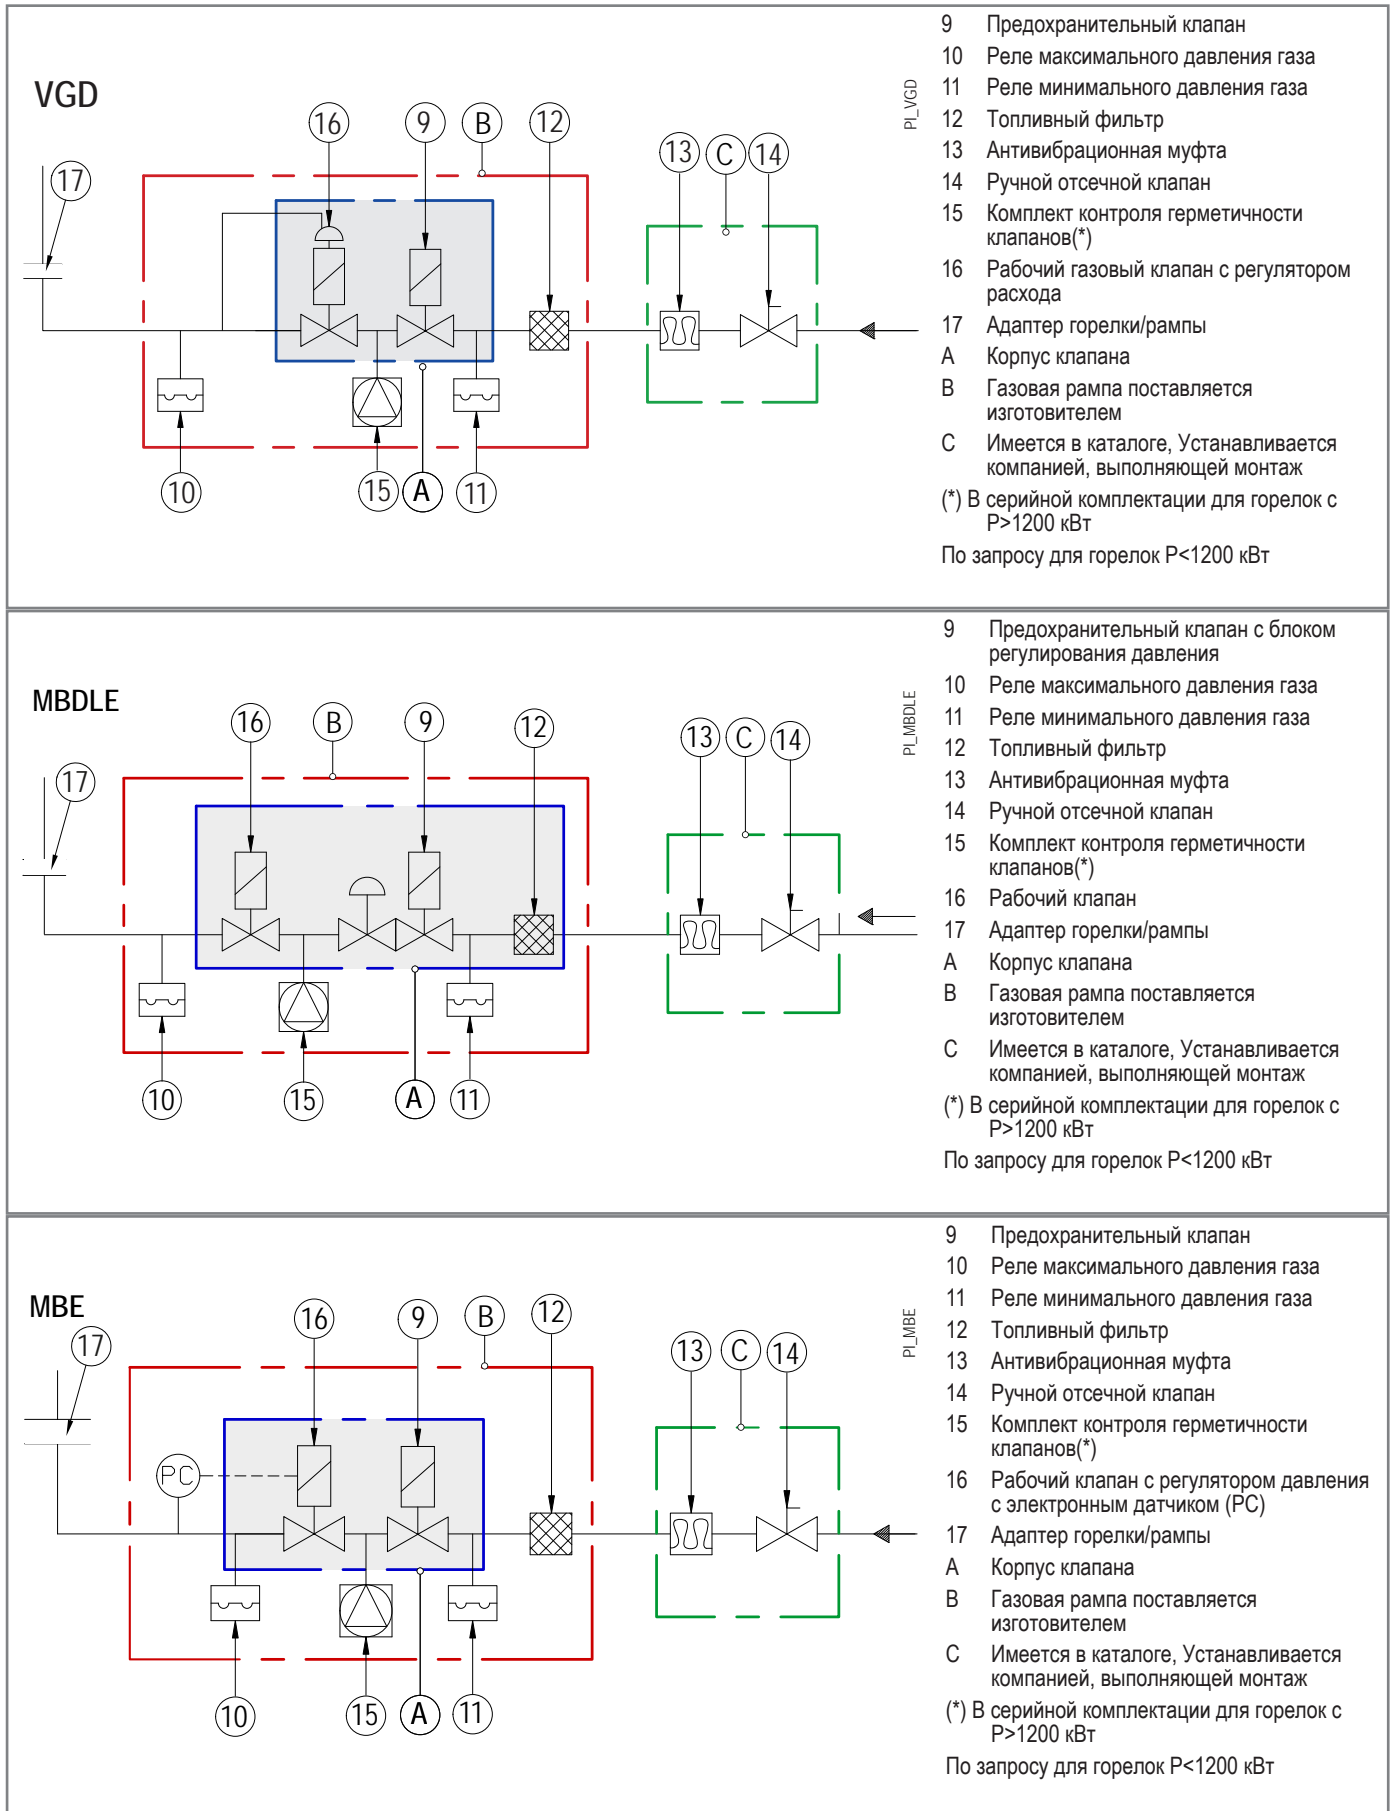 VGD
16
9
B
12
13
C
14
17
10
15
A
11
PI_VGD
9 Предохранительный клапан
10 Реле максимального давления газа
11 Реле минимального давления газа
12 Топливный фильтр
13 Антивибрационная муфта
14 Ручной отсечной клапан
15 Комплект контроля герметичности
клапанов(*)
16 Рабочий газовый клапан с регулятором
расхода
17 Адаптер горелки/рампы
A Корпус клапана
B Газовая рампа поставляется
изготовителем
C Имеется в каталоге, Устанавливается
компанией, выполняющей монтаж
(*) В серийной комплектации для горелок с
P>1200 кВт
По запросу для горелок P<1200 кВт
MBDLE
16
B
9
12
13
C
14
17
10
15
A
11
PI_MBDLE
9 Предохранительный клапан с блоком
регулирования давления
10 Реле максимального давления газа
11 Реле минимального давления газа
12 Топливный фильтр
13 Антивибрационная муфта
14 Ручной отсечной клапан
15 Комплект контроля герметичности
клапанов(*)
16 Рабочий клапан
17 Адаптер горелки/рампы
A Корпус клапана
B Газовая рампа поставляется
изготовителем
C Имеется в каталоге, Устанавливается
компанией, выполняющей монтаж
(*) В серийной комплектации для горелок с
P>1200 кВт
По запросу для горелок P<1200 кВт
MBE
16
9
B
12
13
C
14
17
PC
10
15
A
11
PI_MBE
9 Предохранительный клапан
10 Реле максимального давления газа
11 Реле минимального давления газа
12 Топливный фильтр
13 Антивибрационная муфта
14 Ручной отсечной клапан
15 Комплект контроля герметичности
клапанов(*)
16 Рабочий клапан с регулятором давления
с электронным датчиком (PC)
17 Адаптер горелки/рампы
A Корпус клапана
B Газовая рампа поставляется
изготовителем
C Имеется в каталоге, Устанавливается
компанией, выполняющей монтаж
(*) В серийной комплектации для горелок с
P>1200 кВт
По запросу для горелок P<1200 кВт